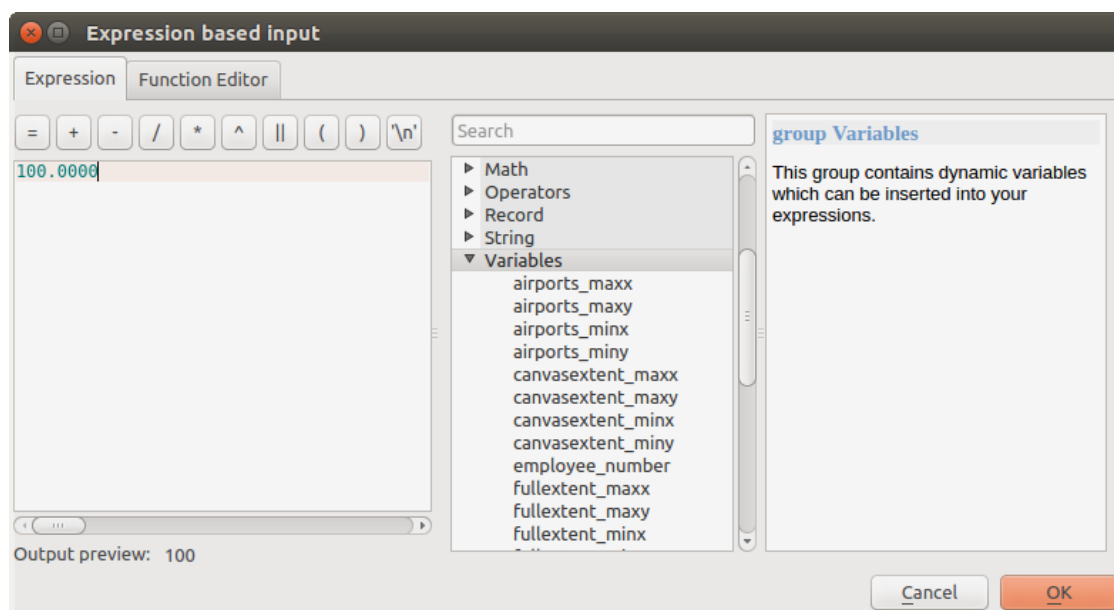 Expression based input
Expression
Function Editor
= + - / * ^ || ( ) '\n'
100.0000
Output preview: 100
Search
Math
Operators
Record
String
Variables
airports_maxx
airports_maxy
airports_minx
airports_miny
canvasextent_maxx
canvasextent_maxy
canvasextent_minx
canvasextent_miny
employee_number
fullextent_maxx
fullextent_maxy
fullextent_minx
group Variables
This group contains dynamic variables
which can be inserted into your
expressions.
Cancel
OK